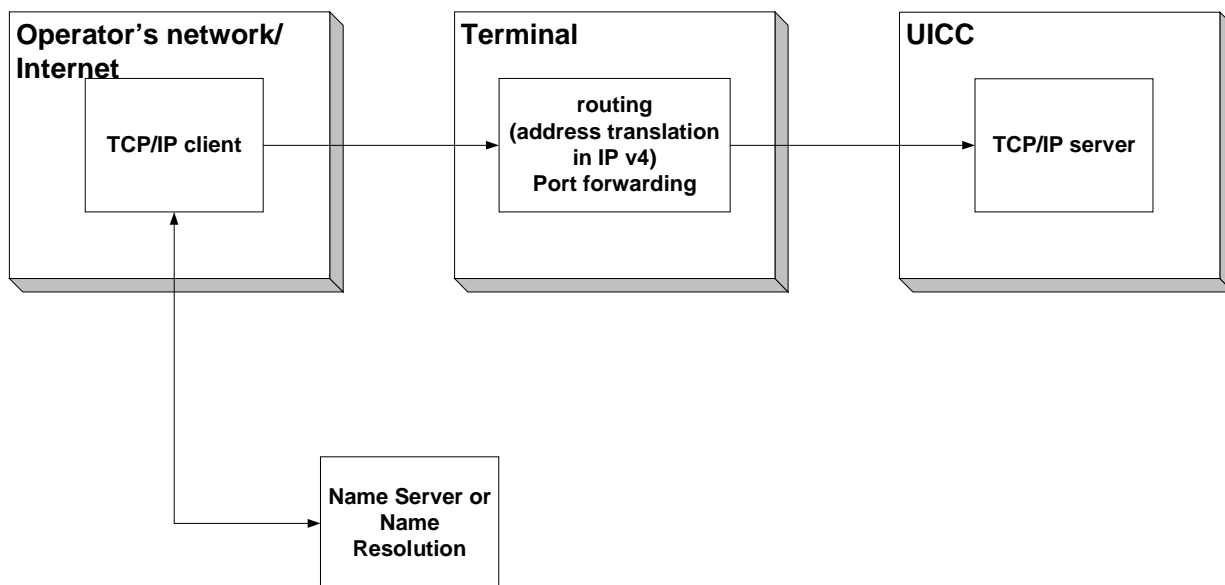 Operator’s network/
Internet
TCP/IP client
Terminal
routing
(address translation
in IP v4)
Port forwarding
UICC
TCP/IP server
Name Server or
Name
Resolution